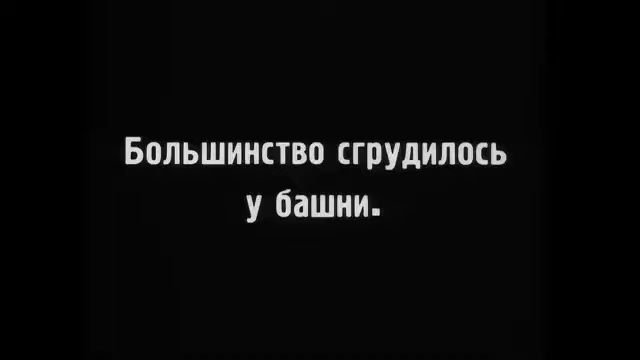 Большинство сгрудилось
у башни.